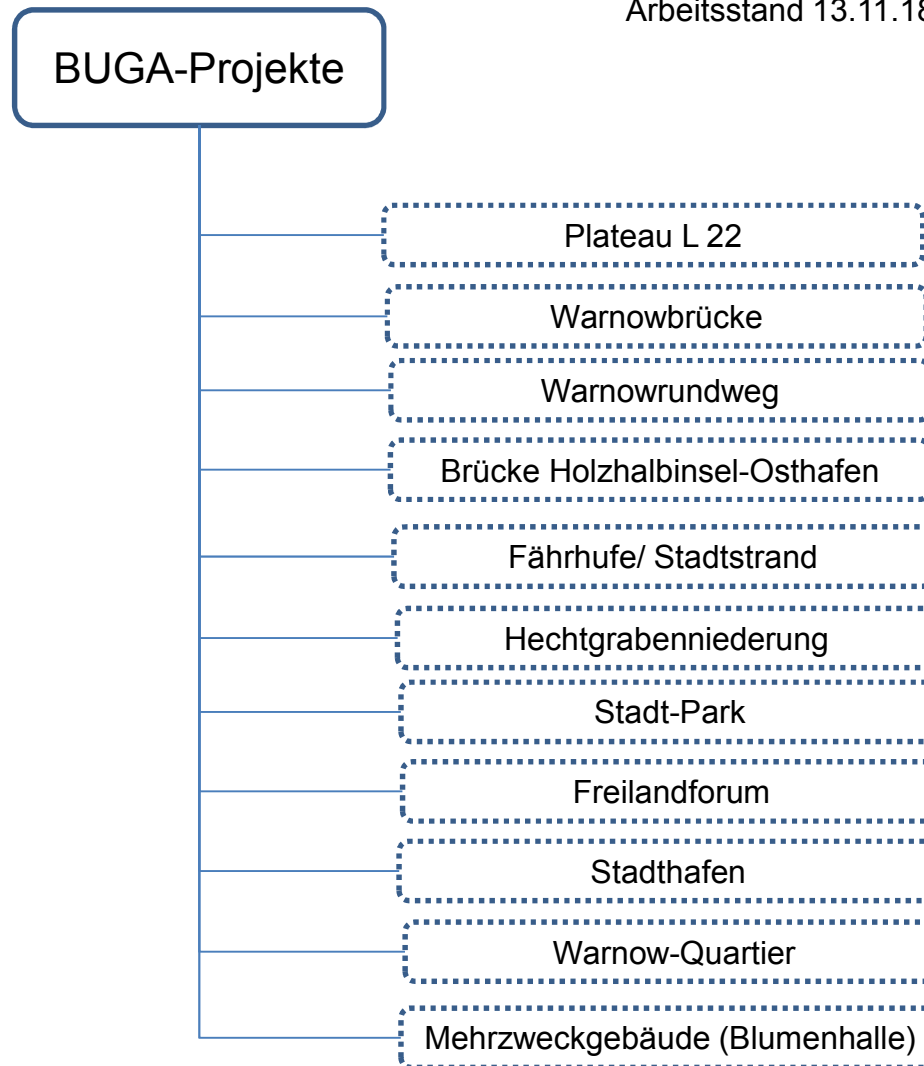 Arbeitsstand 13.11.18
BUGA-Projekte
Plateau L 22
Warnowbrücke
Warnowrundweg
Brücke Holzhalbinsel-Osthafen
Fährhufe/ Stadtstrand
Hechtgrabenniederung
Stadt-Park
Freilandforum
Stadthafen
Warnow-Quartier
Mehrzweckgebäude (Blumenhalle)